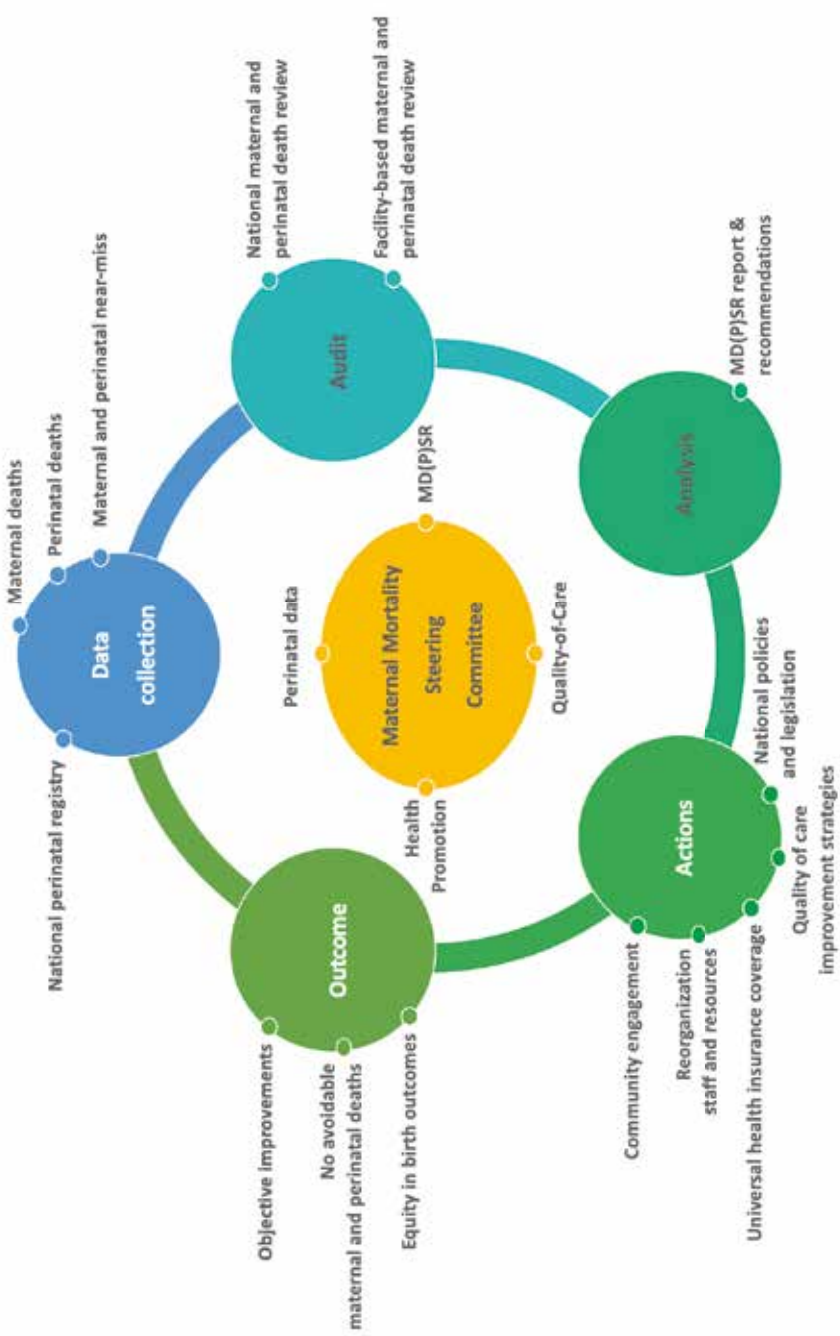 Maternal deaths
Perinatal deaths
Maternal and perinatal near-miss
National perinatal registry
Data
collection
National maternal and
perinatal death review
Facility-based maternal and
perinatal death review
Audit
MD(P)SR report &
recommendations
Analysis
National policies
and legislation
Quality of care
improvement strategies
Universal health insurance coverage
Reorganization
staff and resources
Community engagement
Actions
Objective improvements
No avoidable
maternal and perinatal deaths
Equity in birth outcomes
Outcome
Perinatal data
MD(P)SR
Quality-of-Care
Health
Promotion
Maternal Mortality
Steering
Committee